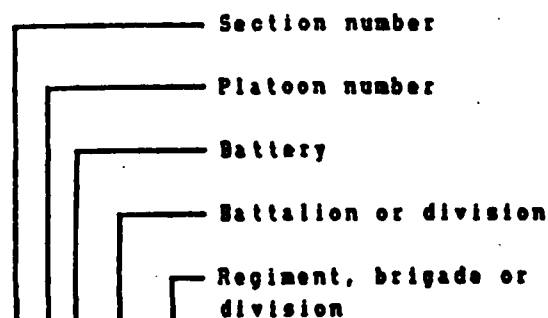 Section number
Platoon number
Battery
Battalion or division
Regiment, brigade or
division